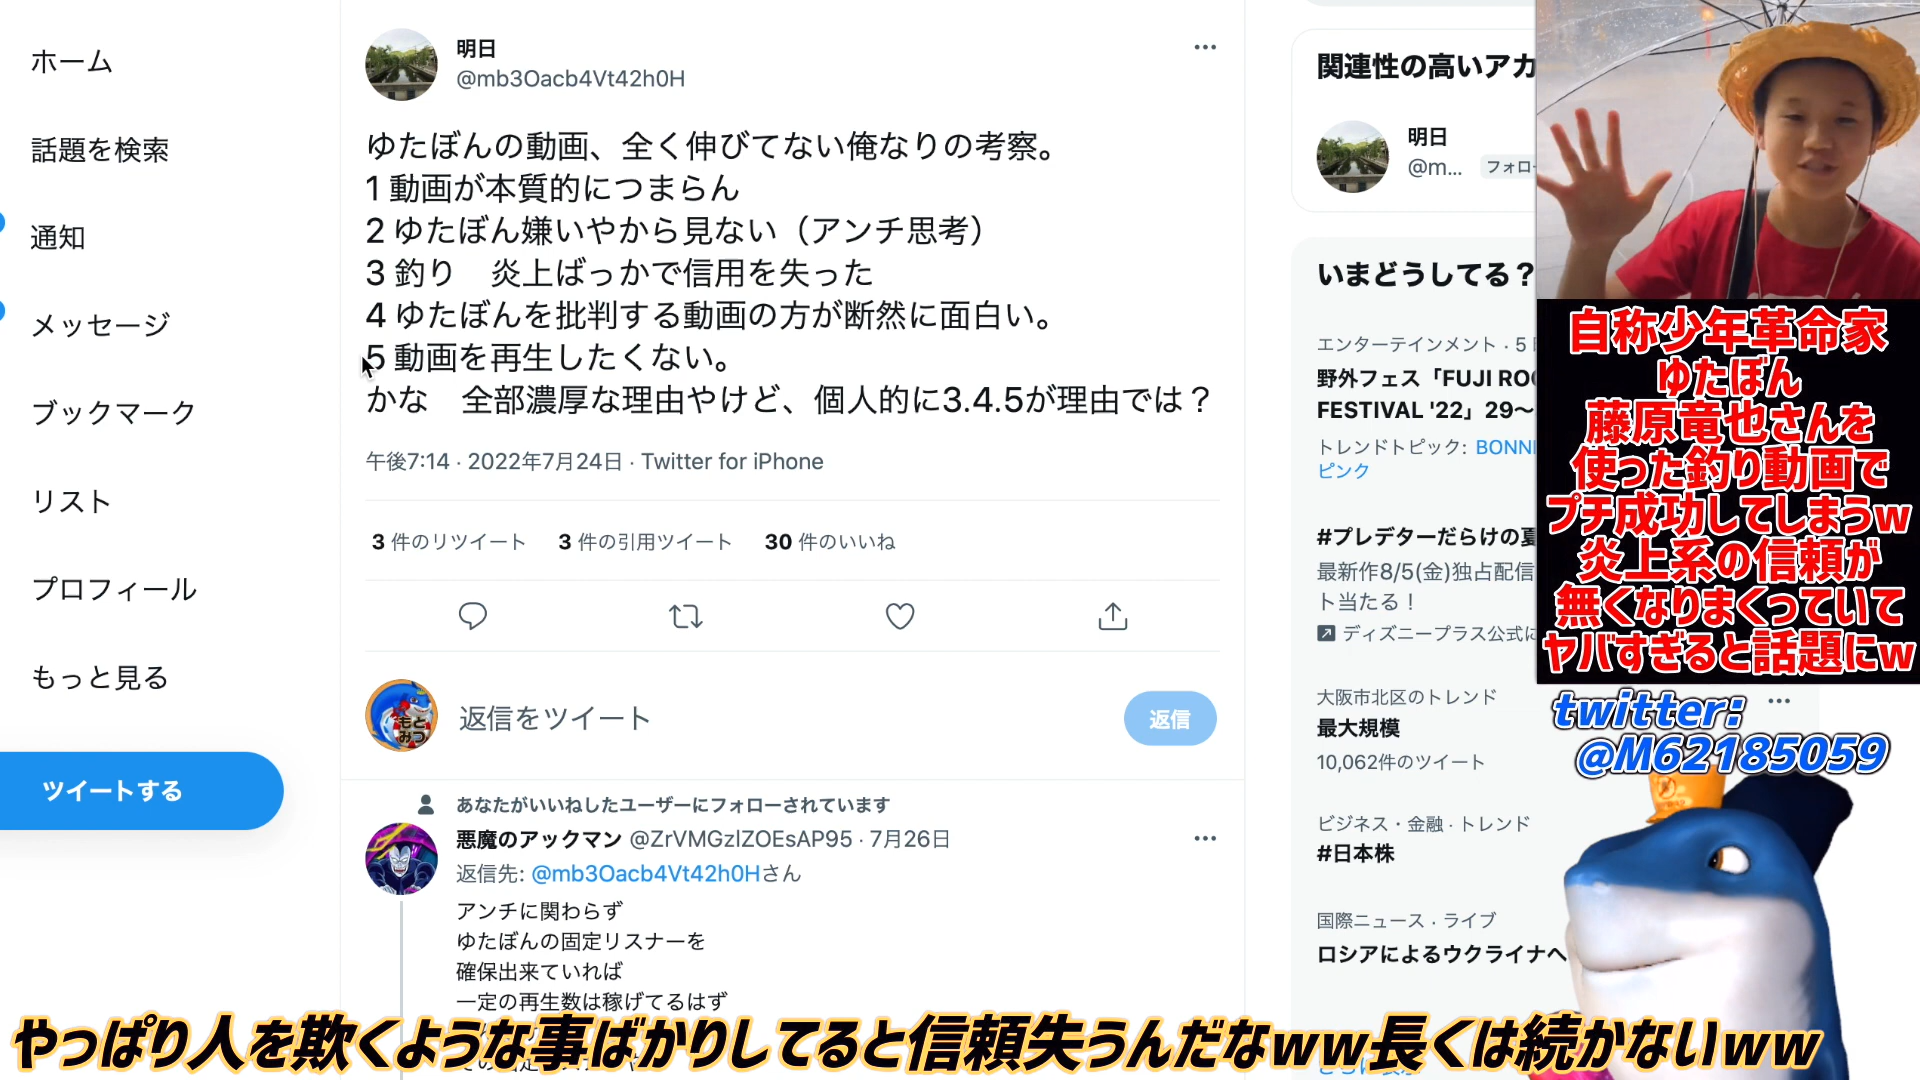 ホーム
話題を検索
通知
メッセージ
ブックマーク
リスト
プロフィール
もっと見る
ツイートする
明日
@mb3Oacb4Vt42h0H
ゆたぼんの動画、全く伸びてない俺なりの考察。
1 動画が本質的につまらん
2 ゆたぼん嫌いやから見ない（アンチ思考）
3 釣り　炎上ばっかで信用を失った
4 ゆたぼんを批判する動画の方が断然に面白い。
5 動画を再生したくない。
かな　全部濃厚な理由やけど、個人的に3.4.5が理由では？
午後7:14 · 2022年7月24日 · Twitter for iPhone
3 件のリツイート 3 件の引用ツイート 30 件のいいね
もと
みつ
返信をツイート
返信
あなたがいいねしたユーザーにフォローされています
悪魔のアックマン @ZrVMGzlZOEsAP95 · 7月26日
返信先: @mb3Oacb4Vt42h0Hさん
アンチに関わらず
ゆたぼんの固定リスナーを
確保出来ていれば
一定の再生数は稼げてるはず
関連性の高いアカ
明日
@m... フォロー
いまどうしてる？
エンターテインメント · 5
野外フェス「FUJI RO
FESTIVAL '22」29〜
トレンドトピック: BONN
ピンク
#プレデターだらけの夏
最新作8/5(金)独占配信
ト当たる！
ディズニープラス公式に
大阪市北区のトレンド
最大規模
10,062件のツイート
ビジネス・金融 · トレンド
#日本株
国際ニュース · ライブ
ロシアによるウクライナへ
自称少年革命家
ゆたぼん
藤原竜也さんを
使った釣り動画で
プチ成功してしまうw
炎上系の信頼が
無くなりまくっていて
ヤバすぎると話題にw
twitter:
@M62185059
やっぱり人を欺くような事ばかりしてると信頼失うんだなww長くは続かないww